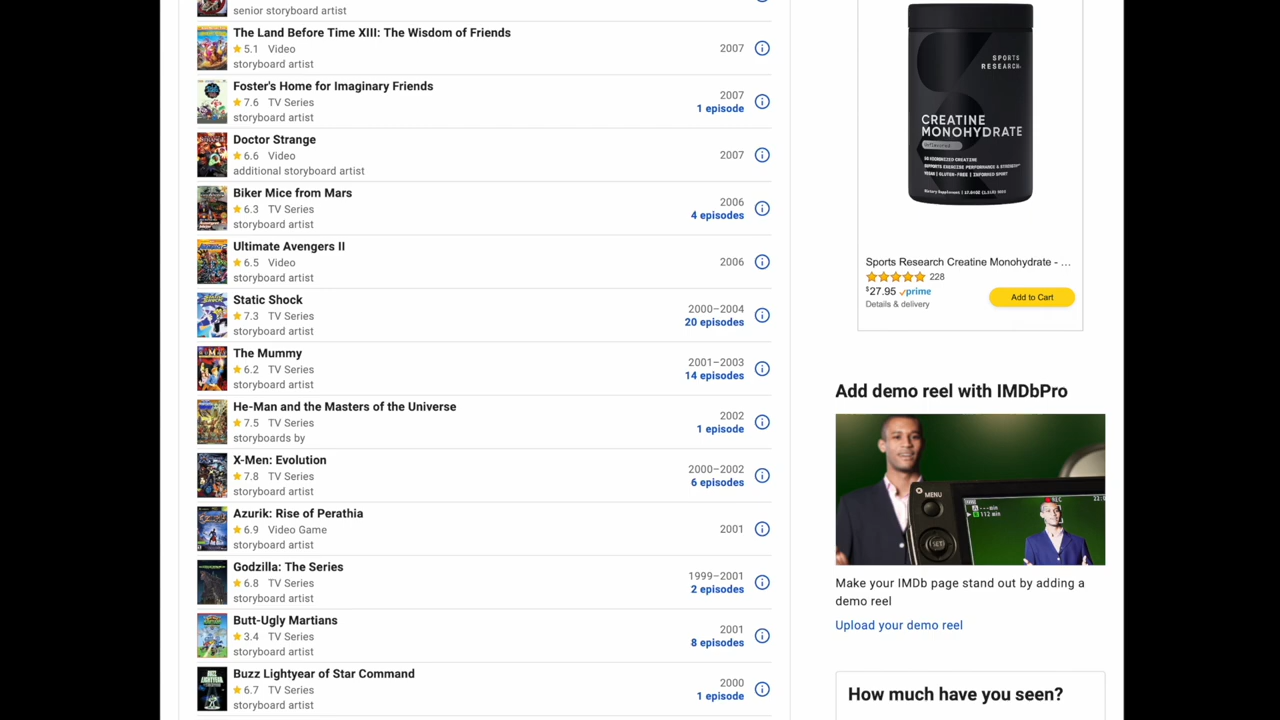 senior storyboard artist
The Land Before Time XIII: The Wisdom of Friends
5.1 Video
2007
storyboard artist
Foster's Home for Imaginary Friends
7.6 TV Series
2007
1 episode
storyboard artist
Doctor Strange
6.6 Video
2007
additional storyboard artist
Biker Mice from Mars
6.3 TV Series
2006
4 episodes
storyboard artist
Ultimate Avengers II
6.5 Video
2006
storyboard artist
Static Shock
7.3 TV Series
2000–2004
20 episodes
storyboard artist
The Mummy
6.2 TV Series
2001–2003
14 episodes
storyboard artist
He-Man and the Masters of the Universe
7.5 TV Series
2002
1 episode
storyboards by
X-Men: Evolution
7.8 TV Series
2000–2002
6 episodes
storyboard artist
Azurik: Rise of Perathia
6.9 Video Game
2001
storyboard artist
Godzilla: The Series
6.8 TV Series
1999–2001
2 episodes
storyboard artist
Butt-Ugly Martians
3.4 TV Series
2001
8 episodes
storyboard artist
Buzz Lightyear of Star Command
6.7 TV Series
2000
1 episode
storyboard artist
SPORTS
RESEARCH
CREATINE
MONOHYDRATE
Unflavored
Sports Research Creatine Monohydrate - ...
228
$27.95 prime
Add to Cart
Details & delivery
Add demo reel with IMDbPro
MENU
REC
112 min
SET
Make your IMDb page stand out by adding a
demo reel
Upload your demo reel
How much have you seen?